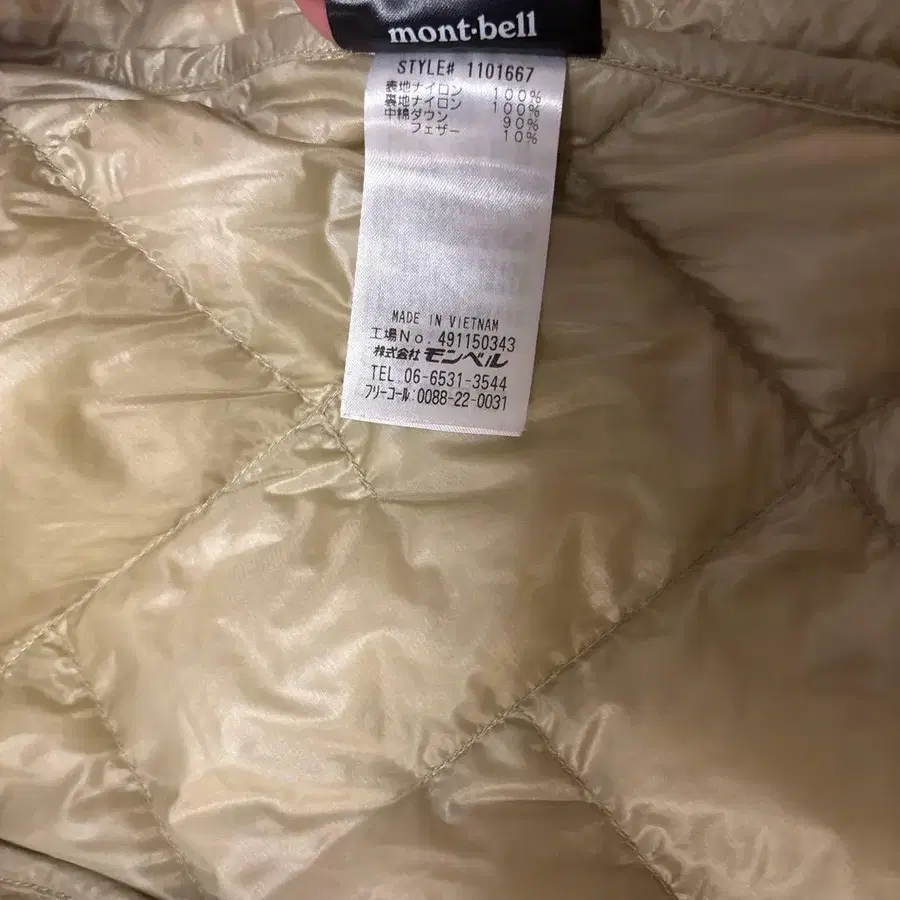 mont·bell
STYLE# 1101667
表地ナイロン 100%
裏地ナイロン 100%
中綿ダウン 90%
フェザー 10%
MADE IN VIETNAM
工場No. 491150343
株式会社 モンベル
TEL 06-6531-3544
フリーコール:0088-22-0031